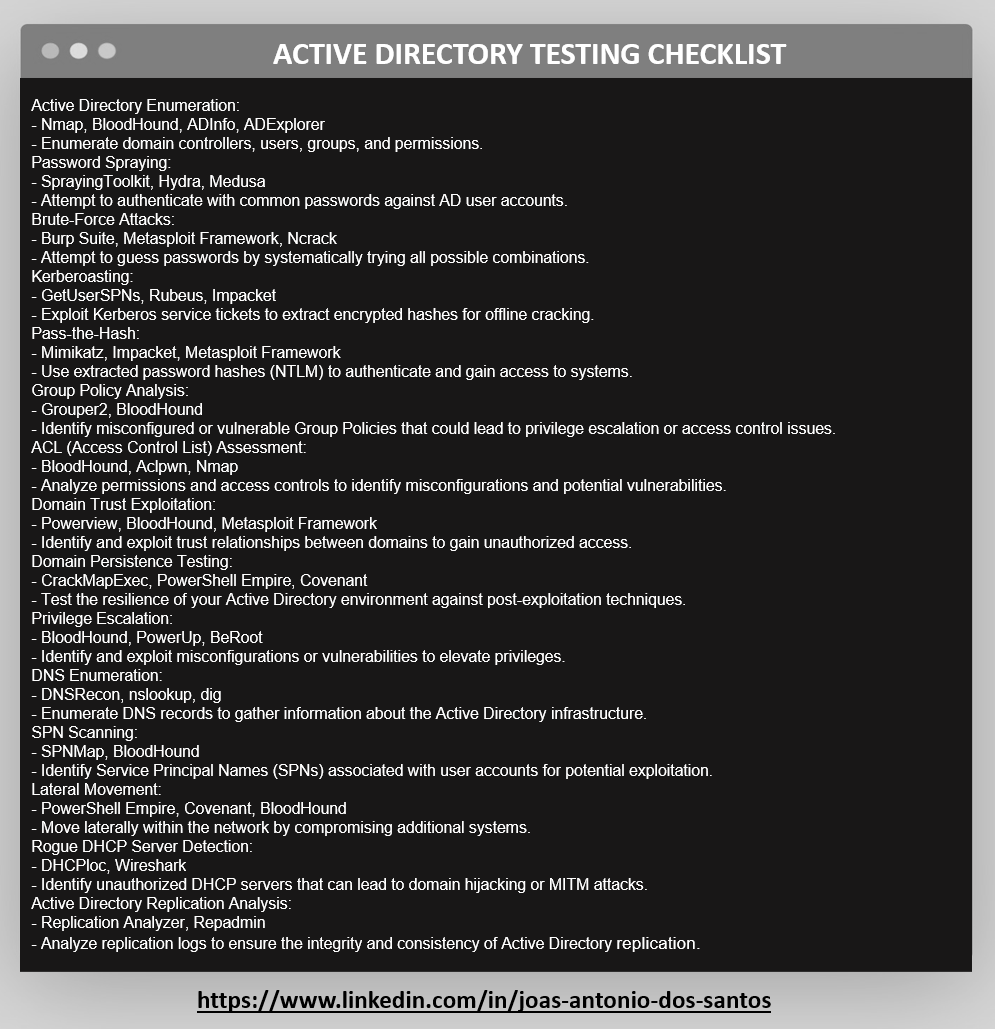 ACTIVE DIRECTORY TESTING CHECKLIST
Active Directory Enumeration:
- Nmap, BloodHound, ADInfo, ADExplorer
- Enumerate domain controllers, users, groups, and permissions.
Password Spraying:
- SprayingToolkit, Hydra, Medusa
- Attempt to authenticate with common passwords against AD user accounts.
Brute-Force Attacks:
- Burp Suite, Metasploit Framework, Ncrack
- Attempt to guess passwords by systematically trying all possible combinations.
Kerberoasting:
- GetUserSPNs, Rubeus, Impacket
- Exploit Kerberos service tickets to extract encrypted hashes for offline cracking.
Pass-the-Hash:
- Mimikatz, Impacket, Metasploit Framework
- Use extracted password hashes (NTLM) to authenticate and gain access to systems.
Group Policy Analysis:
- Grouper2, BloodHound
- Identify misconfigured or vulnerable Group Policies that could lead to privilege escalation or access control issues.
ACL (Access Control List) Assessment:
- BloodHound, Aclpwn, Nmap
- Analyze permissions and access controls to identify misconfigurations and potential vulnerabilities.
Domain Trust Exploitation:
- Powerview, BloodHound, Metasploit Framework
- Identify and exploit trust relationships between domains to gain unauthorized access.
Domain Persistence Testing:
- CrackMapExec, PowerShell Empire, Covenant
- Test the resilience of your Active Directory environment against post-exploitation techniques.
Privilege Escalation:
- BloodHound, PowerUp, BeRoot
- Identify and exploit misconfigurations or vulnerabilities to elevate privileges.
DNS Enumeration:
- DNSRecon, nslookup, dig
- Enumerate DNS records to gather information about the Active Directory infrastructure.
SPN Scanning:
- SPNMap, BloodHound
- Identify Service Principal Names (SPNs) associated with user accounts for potential exploitation.
Lateral Movement:
- PowerShell Empire, Covenant, BloodHound
- Move laterally within the network by compromising additional systems.
Rogue DHCP Server Detection:
- DHCPloc, Wireshark
- Identify unauthorized DHCP servers that can lead to domain hijacking or MITM attacks.
Active Directory Replication Analysis:
- Replication Analyzer, Repadmin
- Analyze replication logs to ensure the integrity and consistency of Active Directory replication.
https://www.linkedin.com/in/joas-antonio-dos-santos